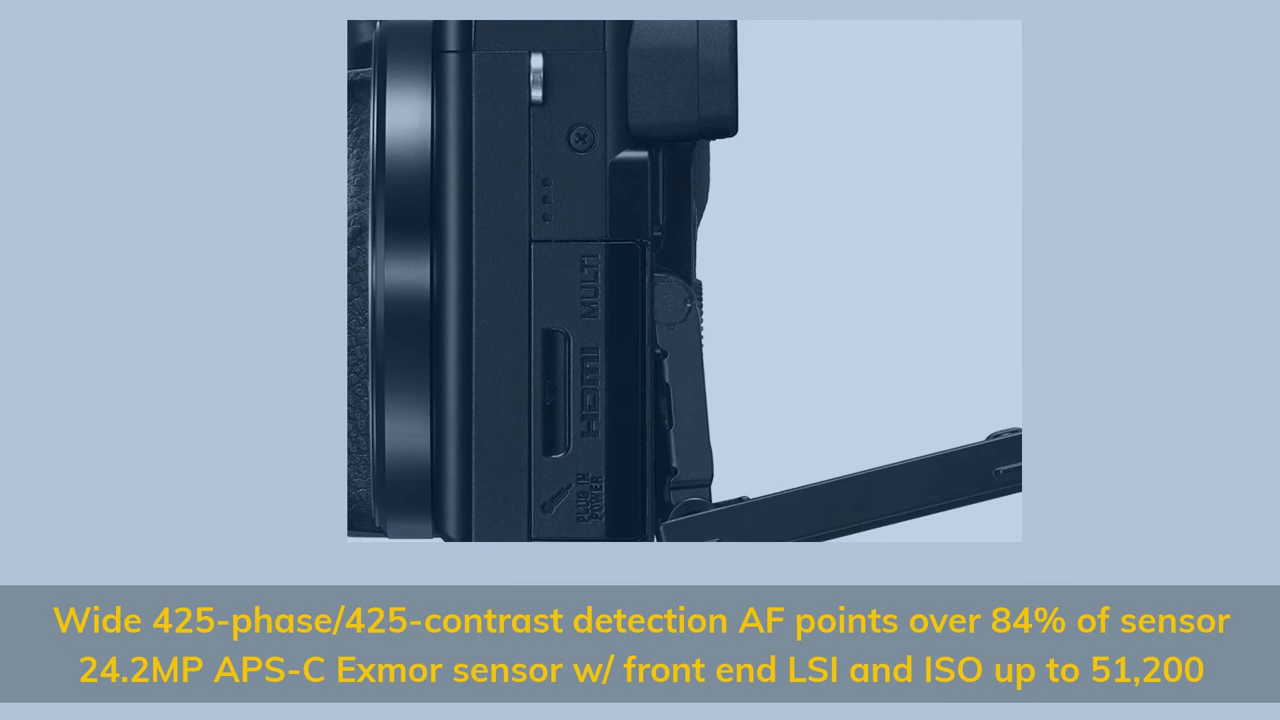 MULTI
HDMI
PLUG IN
POWER
Wide 425-phase/425-contrast detection AF points over 84% of sensor
24.2MP APS-C Exmor sensor w/ front end LSI and ISO up to 51,200